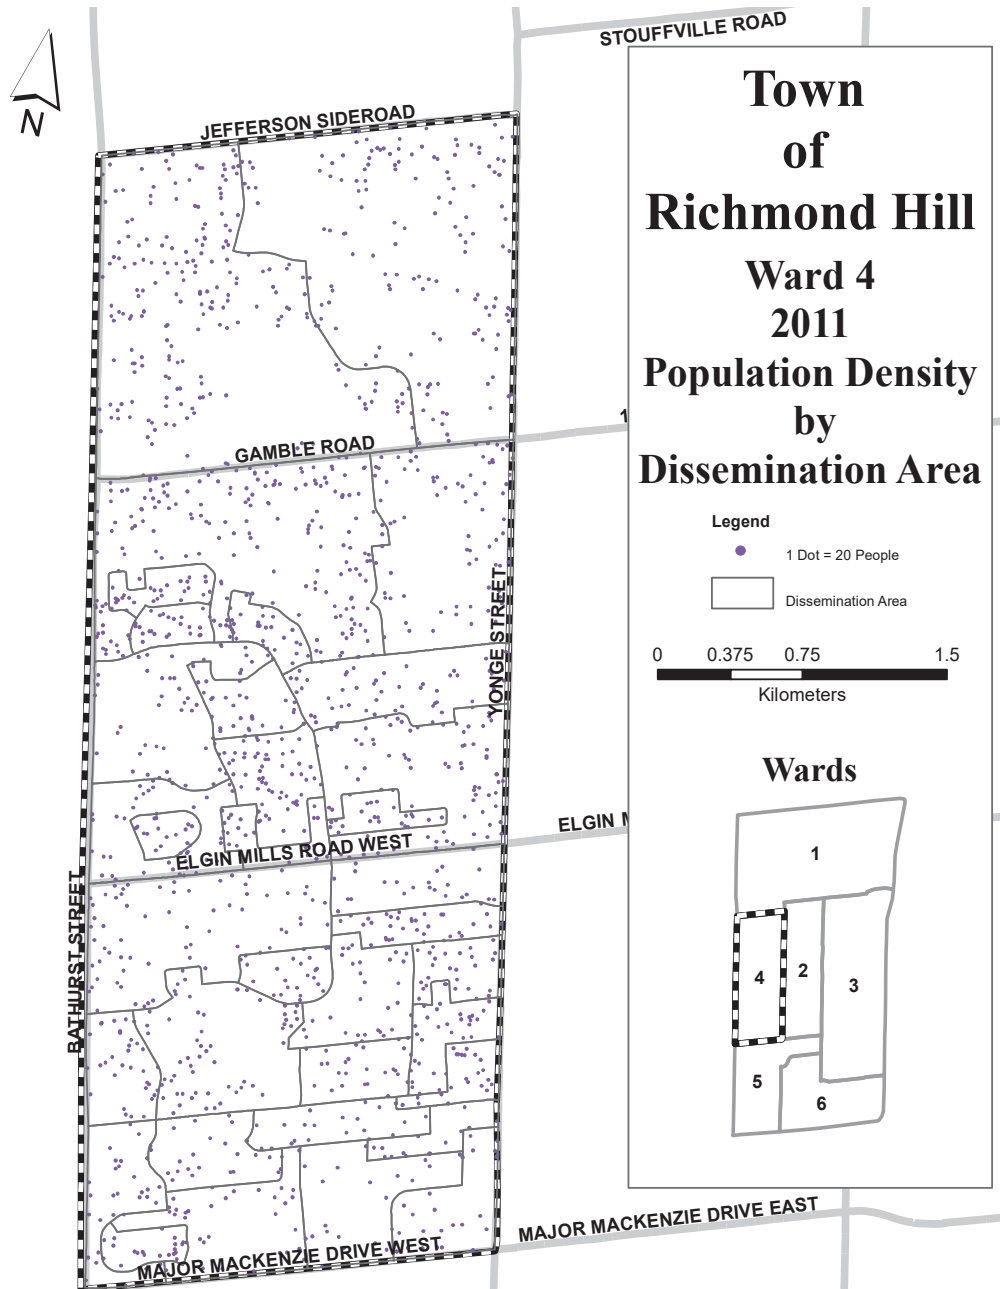 STOUFFVILLE ROAD
JEFFERSON SIDEROAD
N
GAMBLE ROAD
1
YONGE STREET
ELGIN M
ELGIN MILLS ROAD WEST
BATHURST STREET
MAJOR MACKENZIE DRIVE EAST
MAJOR MACKENZIE DRIVE WEST
Town
of
Richmond Hill
Ward 4
2011
Population Density
by
Dissemination Area
Legend
1 Dot = 20 People
Dissemination Area
0 0.375 0.75 1.5
Kilometers
Wards
1
2
3
4
5
6